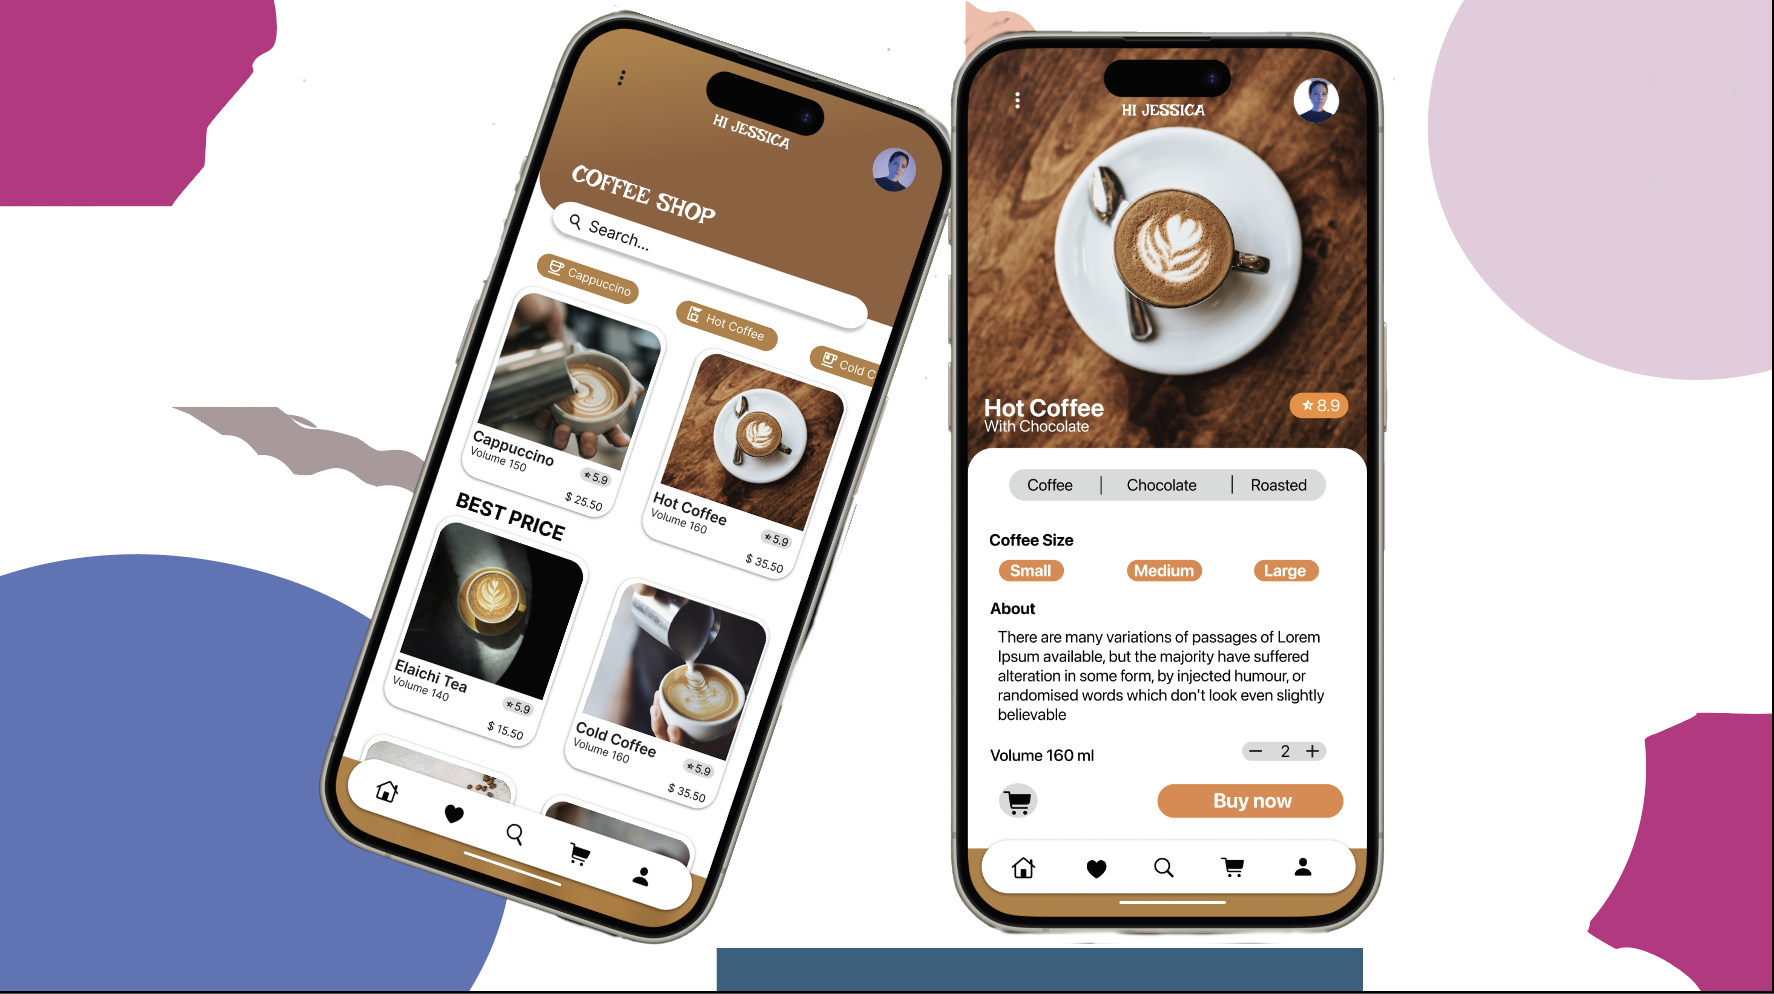 HI JESSICA
COFFEE SHOP
Search...
Cappuccino
Hot Coffee
Cold C
Cappuccino
Volume 150
5.9
$ 25.50
Hot Coffee
Volume 160
5.9
$ 35.50
BEST PRICE
Elaichi Tea
Volume 140
5.9
$ 15.50
Cold Coffee
Volume 160
5.9
$ 35.50
HI JESSICA
Hot Coffee
With Chocolate
8.9
Coffee | Chocolate | Roasted
Coffee Size
Small Medium Large
About
There are many variations of passages of Lorem
Ipsum available, but the majority have suffered
alteration in some form, by injected humour, or
randomised words which don't look even slightly
believable
Volume 160 ml
− 2 +
Buy now